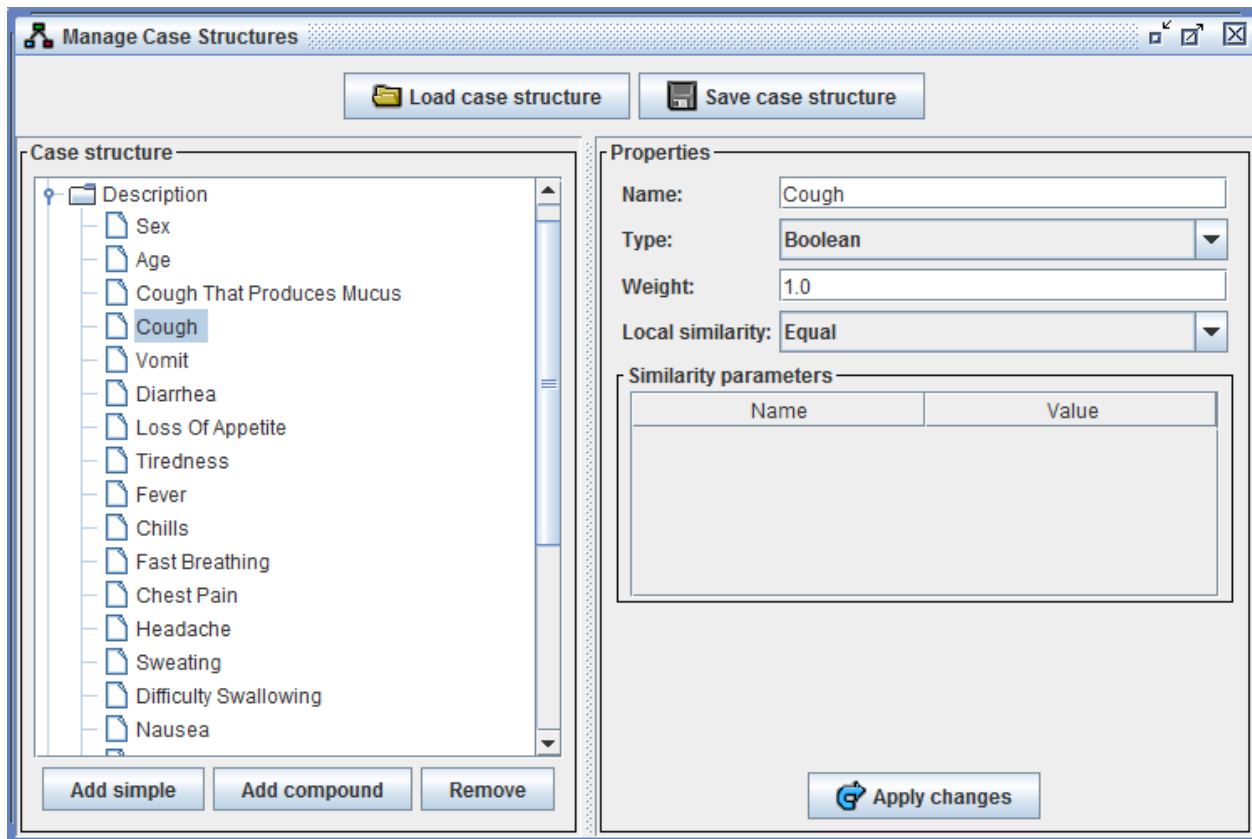 Manage Case Structures
Load case structure
Save case structure
Case structure
Description
Sex
Age
Cough That Produces Mucus
Cough
Vomit
Diarrhea
Loss Of Appetite
Tiredness
Fever
Chills
Fast Breathing
Chest Pain
Headache
Sweating
Difficulty Swallowing
Nausea
Add simple
Add compound
Remove
Properties
Name: Cough
Type: Boolean
Weight: 1.0
Local similarity: Equal
Similarity parameters
Name Value
Apply changes